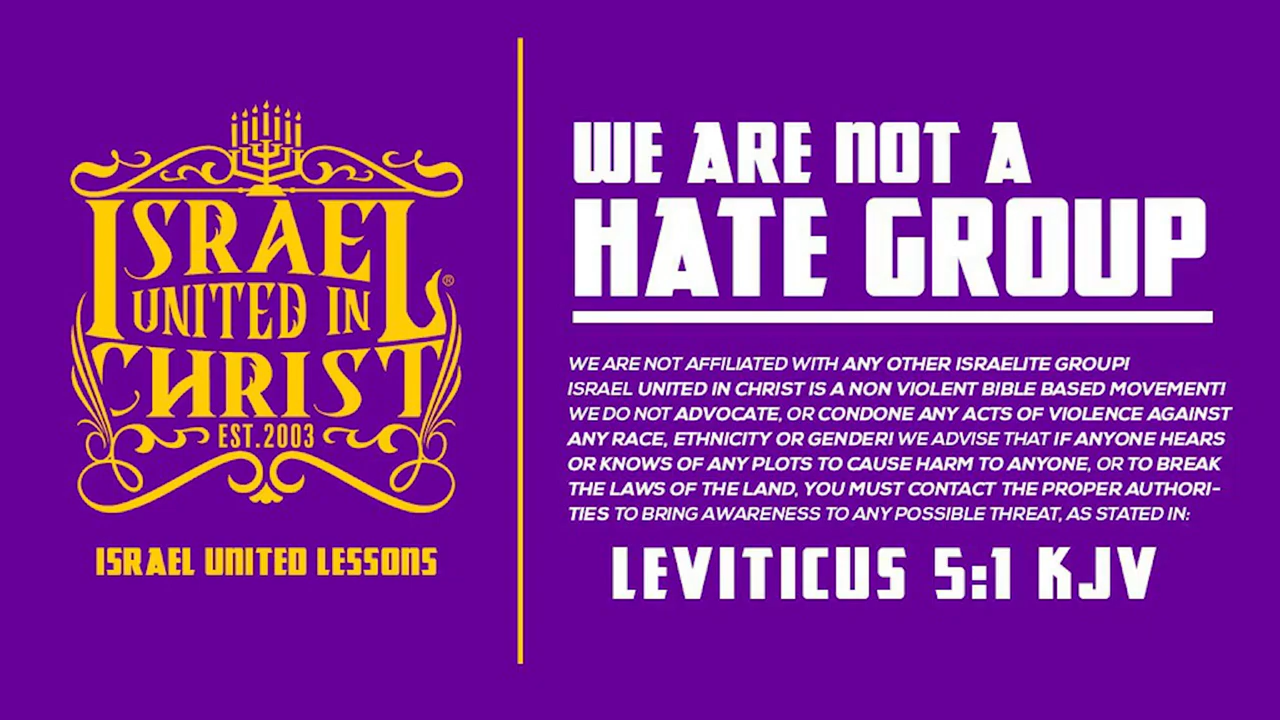 ISRAEL
UNITED IN
CHRIST
®
EST.2003
ISRAEL UNITED LESSONS
WE ARE NOT A
HATE GROUP
WE ARE NOT AFFILIATED WITH ANY OTHER ISRAELITE GROUP!
ISRAEL UNITED IN CHRIST IS A NON VIOLENT BIBLE BASED MOVEMENT!
WE DO NOT ADVOCATE, OR CONDONE ANY ACTS OF VIOLENCE AGAINST
ANY RACE, ETHNICITY OR GENDER! WE ADVISE THAT IF ANYONE HEARS
OR KNOWS OF ANY PLOTS TO CAUSE HARM TO ANYONE, OR TO BREAK
THE LAWS OF THE LAND, YOU MUST CONTACT THE PROPER AUTHORI-
TIES TO BRING AWARENESS TO ANY POSSIBLE THREAT, AS STATED IN:
LEVITICUS 5:1 KJV